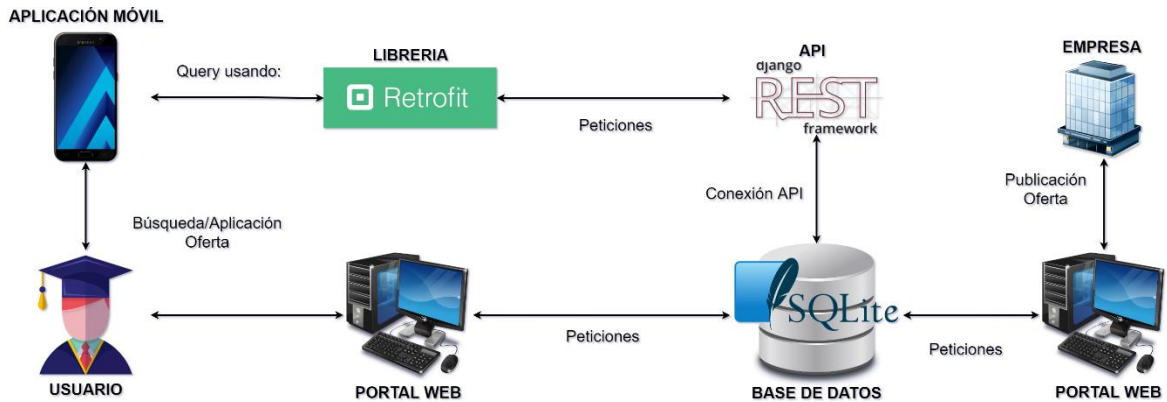 APLICACIÓN MÓVIL
Query usando:
LIBRERIA
Retrofit
Peticiones
API
django
REST
framework
EMPRESA
Conexión API
Publicación
Oferta
Búsqueda/Aplicación
Oferta
USUARIO
PORTAL WEB
Peticiones
SQLite
BASE DE DATOS
Peticiones
PORTAL WEB